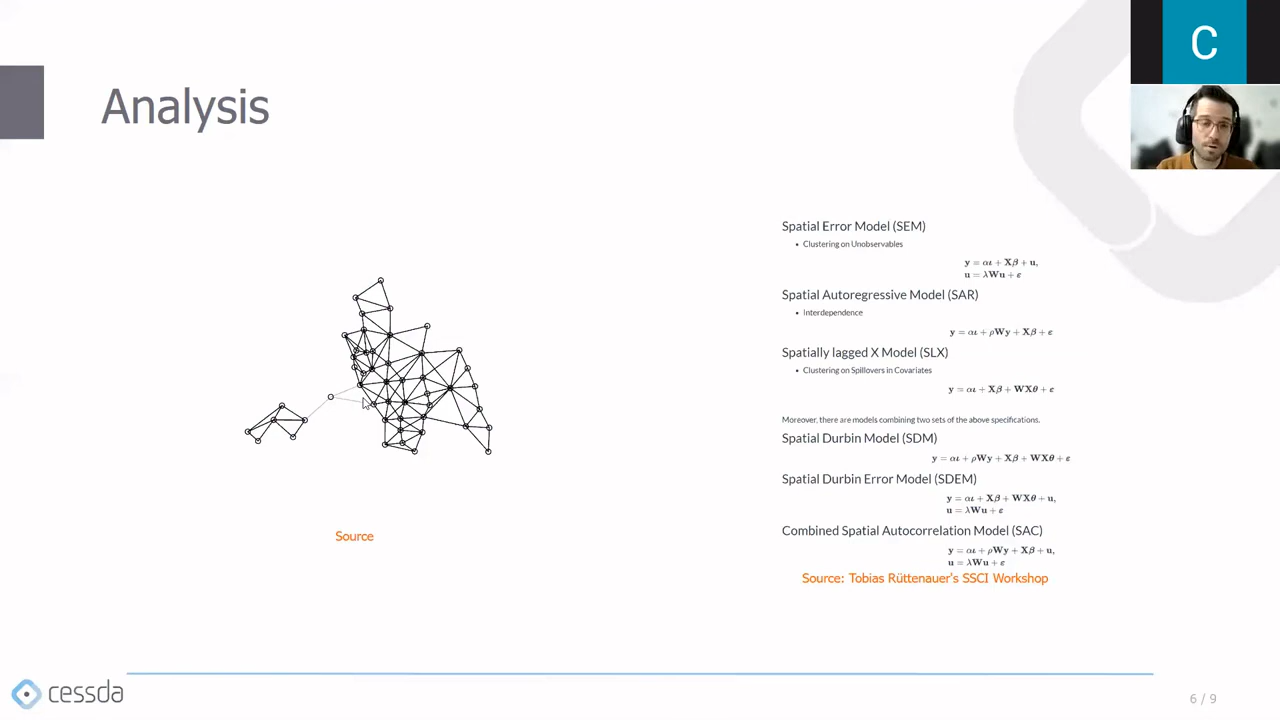 C
Analysis
Spatial Error Model (SEM)
• Clustering on Unobservables
y = αι + Xβ + u,
u = λWu + ε
Spatial Autoregressive Model (SAR)
• Interdependence
y = αι + ρWy + Xβ + ε
Spatially lagged X Model (SLX)
• Clustering on Spillovers in Covariates
y = αι + Xβ + WXθ + ε
Moreover, there are models combining two sets of the above specifications.
Spatial Durbin Model (SDM)
y = αι + ρWy + Xβ + WXθ + ε
Spatial Durbin Error Model (SDEM)
y = αι + Xβ + WXθ + u,
u = λWu + ε
Combined Spatial Autocorrelation Model (SAC)
y = αι + ρWy + Xβ + u,
u = λWu + ε
Source
Source: Tobias Rüttenauer's SSCI Workshop
cessda
6 / 9